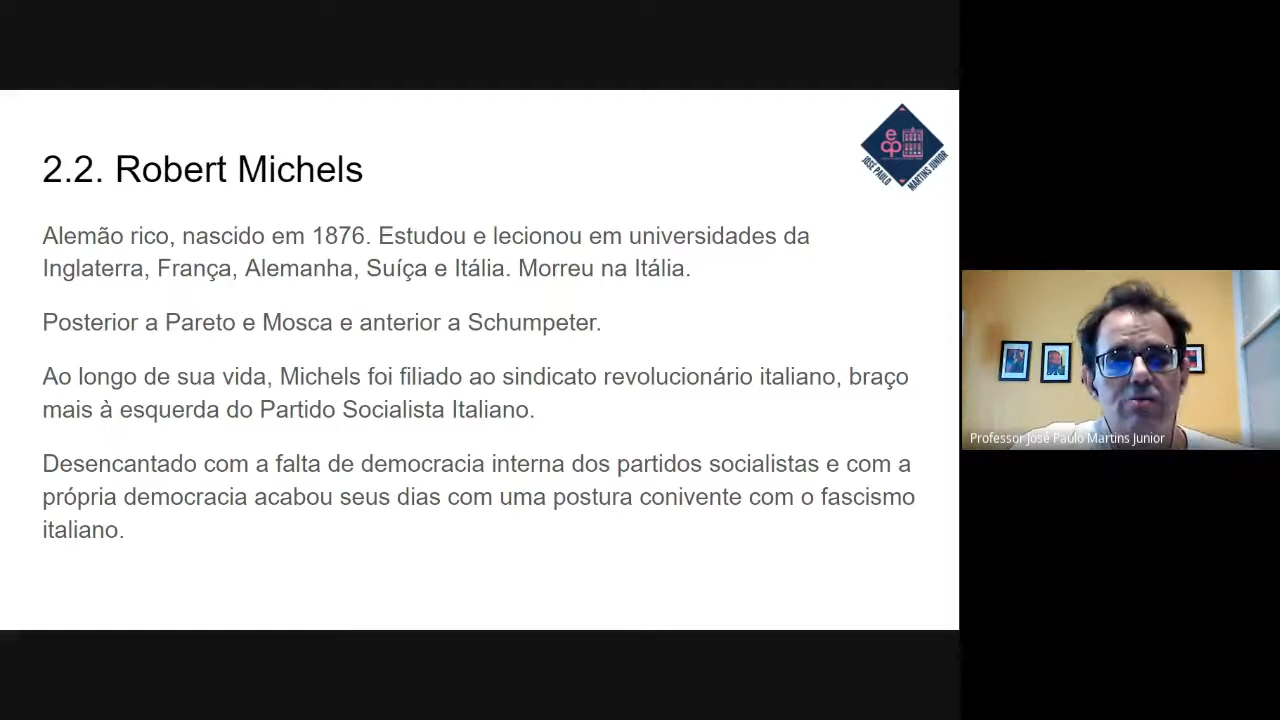 2.2. Robert Michels
ecp
JOSÉ PAULO
MARTINS JUNIOR
Alemão rico, nascido em 1876. Estudou e lecionou em universidades da
Inglaterra, França, Alemanha, Suíça e Itália. Morreu na Itália.
Posterior a Pareto e Mosca e anterior a Schumpeter.
Ao longo de sua vida, Michels foi filiado ao sindicato revolucionário italiano, braço
mais à esquerda do Partido Socialista Italiano.
Desencantado com a falta de democracia interna dos partidos socialistas e com a
própria democracia acabou seus dias com uma postura conivente com o fascismo
italiano.
Professor José Paulo Martins Junior